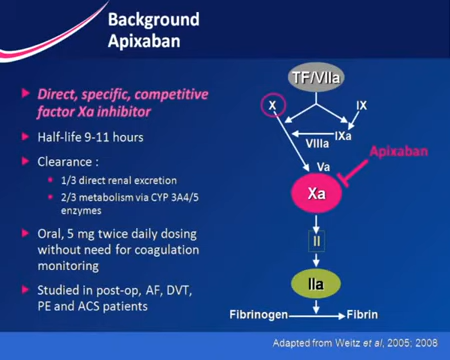 Background
Apixaban
Direct, specific, competitive
factor Xa inhibitor
Half-life 9-11 hours
Clearance :
1/3 direct renal excretion
2/3 metabolism via CYP 3A4/5
enzymes
Oral, 5 mg twice daily dosing
without need for coagulation
monitoring
Studied in post-op, AF, DVT,
PE and ACS patients
TF/VIIa
X
IX
VIIIa
IXa
Va
Apixaban
Xa
II
IIa
Fibrinogen
Fibrin
Adapted from Weitz et al, 2005; 2008